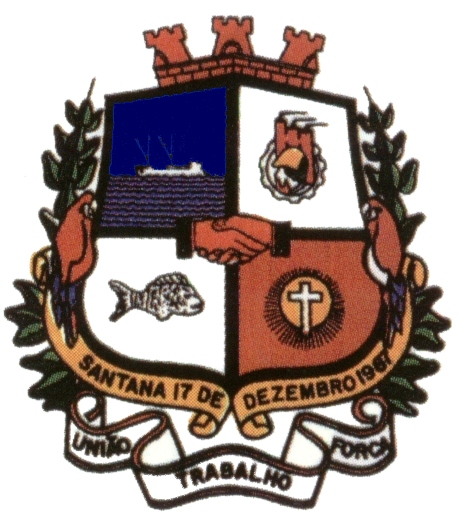 SANTANA 17 DE DEZEMBRO 1987
UNIÃO TRABALHO FORÇA